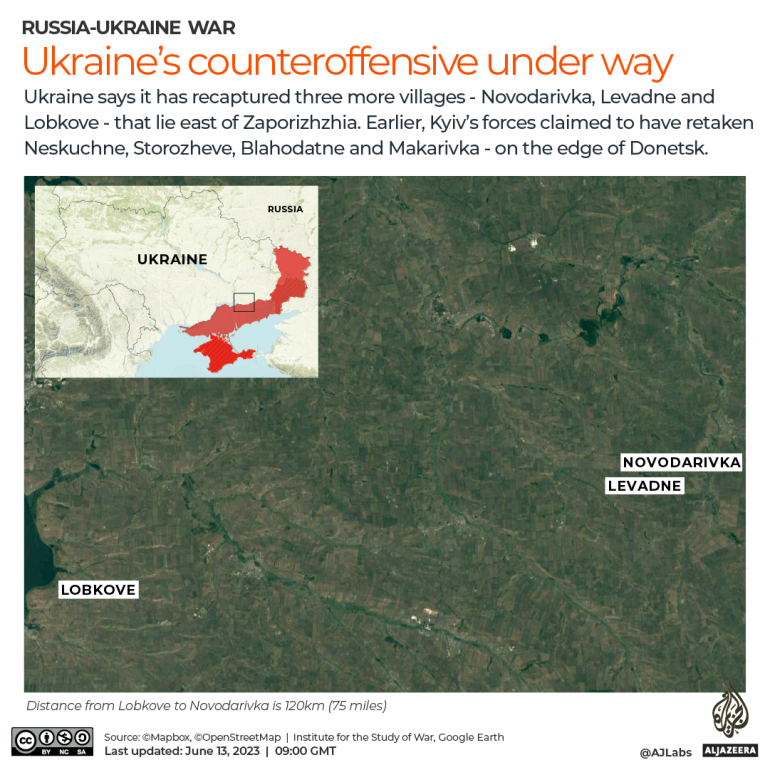 RUSSIA-UKRAINE WAR
Ukraine's counteroffensive under way
Ukraine says it has recaptured three more villages - Novodarivka, Levadne and
Lobkove - that lie east of Zaporizhzhia. Earlier, Kyiv's forces claimed to have retaken
Neskuchne, Storozheve, Blahodatne and Makarivka - on the edge of Donetsk.
RUSSIA
UKRAINE
NOVODARIVKA
LEVADNE
LOBKOVE
Distance from Lobkove to Novodarivka is 120km (75 miles)
cc BY NC SA
Source: ©Mapbox, ©OpenStreetMap | Institute for the Study of War, Google Earth
Last updated: June 13, 2023 | 09:00 GMT
@AJLabs
ALJAZEERA